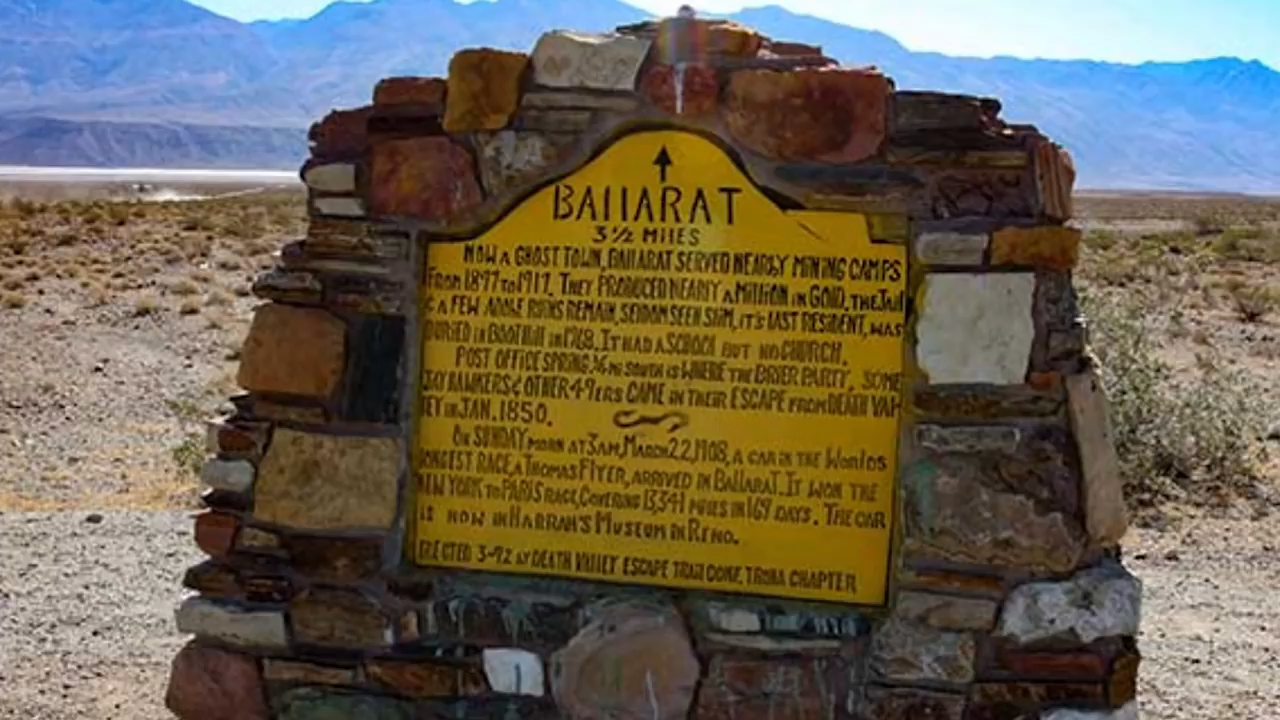 BALLARAT
3 1/2 MILES
NOW A GHOST TOWN, BALLARAT SERVED NEARBY MINING CAMPS
FROM 1897 TO 1917. THEY PRODUCED NEARLY A MILLION IN GOLD. THE JAIL
& A FEW ADOBE RUINS REMAIN. SELDOM SEEN SLIM, IT'S LAST RESIDENT, WAS
BURIED IN BOOTHILL IN 1968. IT HAD A SCHOOL BUT NO CHURCH.
POST OFFICE SPRING, MI. SOUTH IS WHERE THE BRIER PARTY, SOME
JAYHAWKERS & OTHER 49ERS CAME IN THEIR ESCAPE FROM DEATH VAL-
LEY IN JAN. 1850.
ON SUNDAY MORN AT 3AM, MARCH 22, 1908, A CAR IN THE WORLDS
LONGEST RACE, A THOMAS FLYER, ARRIVED IN BALLARAT. IT WON THE
NEW YORK TO PARIS RACE, COVERING 13,341 MILES IN 169 DAYS. THE CAR
IS NOW IN HARRAH'S MUSEUM IN RENO.
ERECTED 3-92 BY DEATH VALLEY ESCAPE TRAIL CONF., TRONA CHAPTER